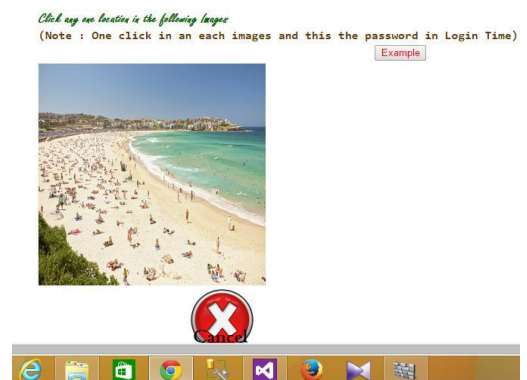 Click any one location in the following Images
(Note : One click in an each images and this the password in Login Time)
Example
Cancel